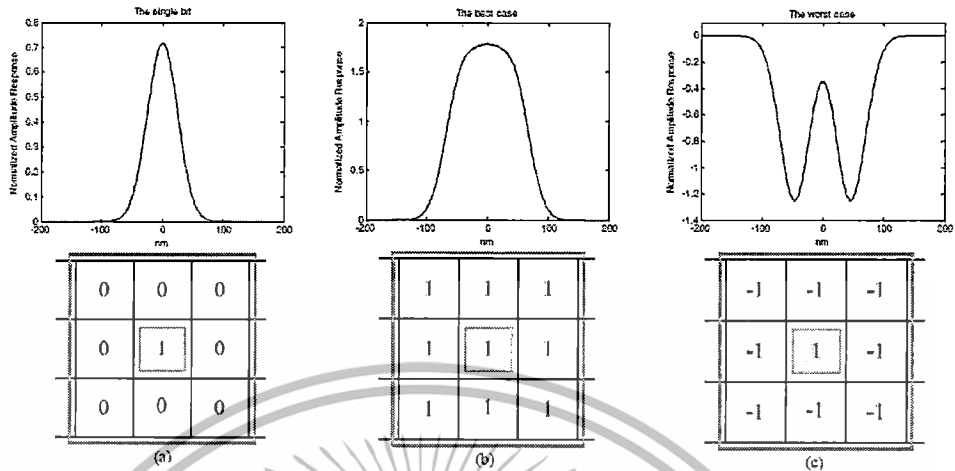 The single bit
Normalized Amplitude Response
0.8
0.7
0.6
0.5
0.4
0.3
0.2
0.1
0
-200
-100
0
100
200
nm
0 0 0
0 1 0
0 0 0
(a)
The best case
Normalized Amplitude Response
2
1.5
1
0.5
0
-200
-100
0
100
200
nm
1 1 1
1 1 1
1 1 1
(b)
The worst case
Normalized Amplitude Response
0
-0.2
-0.4
-0.6
-0.8
-1
-1.2
-1.4
-200
-100
0
100
200
nm
-1 -1 -1
-1 1 -1
-1 -1 -1
(c)